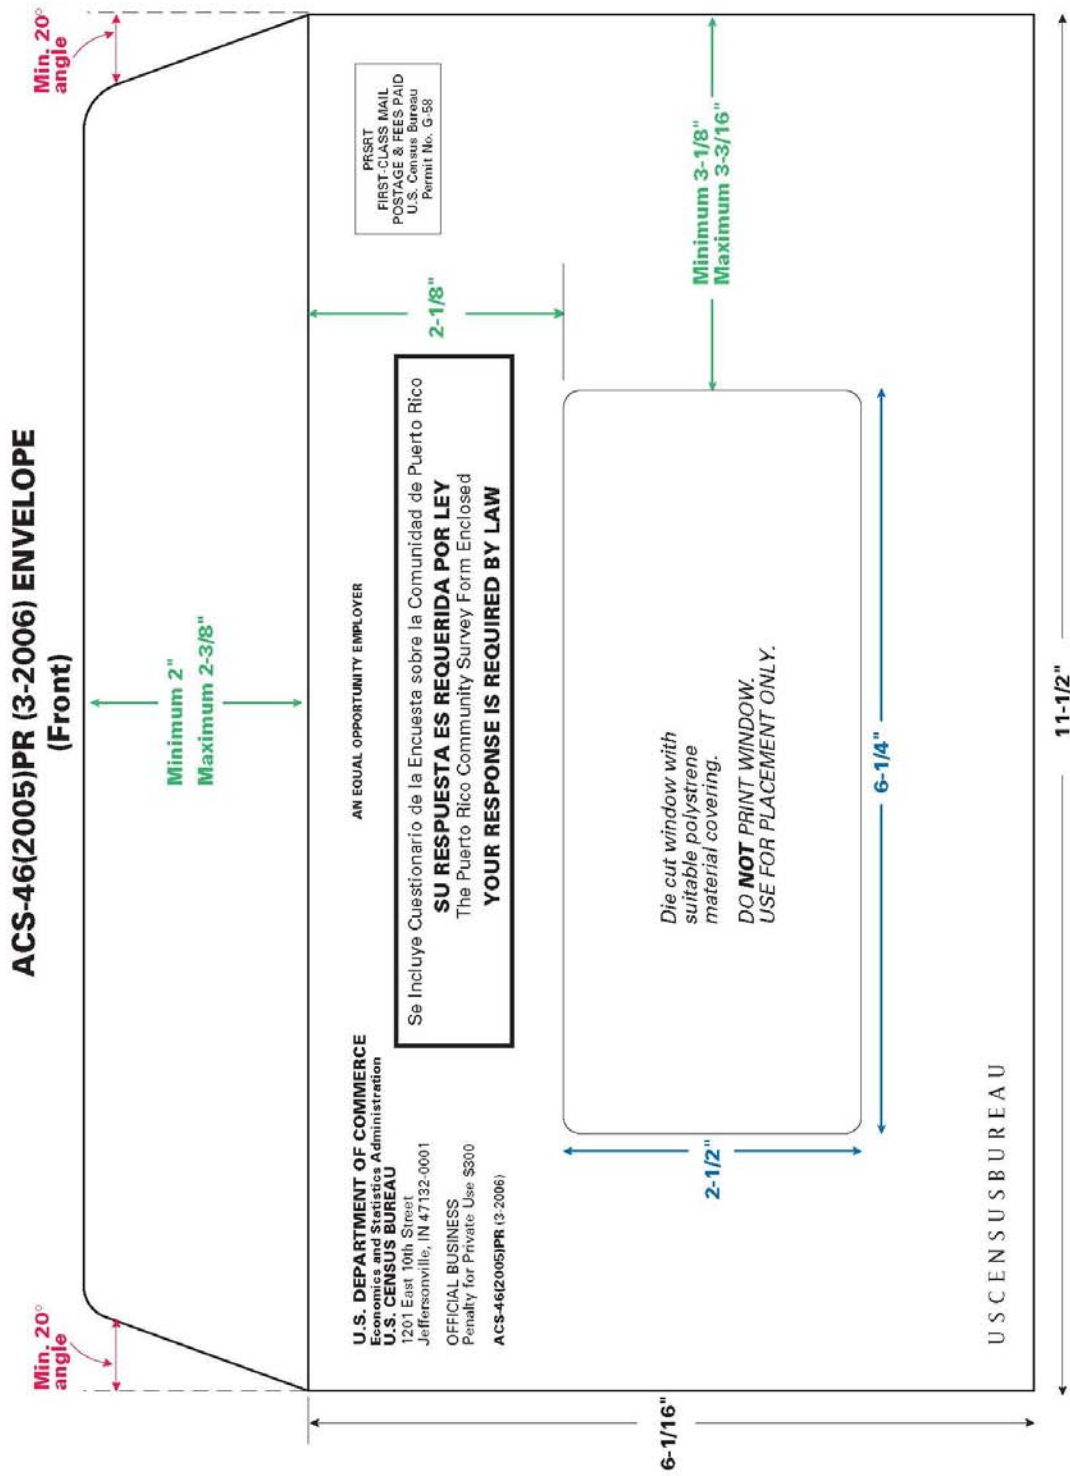 ACS-46(2005)PR (3-2006) ENVELOPE
(Front)
Min. 20°
angle
Min. 20°
angle
Minimum 2"
Maximum 2-3/8"
U.S. DEPARTMENT OF COMMERCE
Economics and Statistics Administration
U.S. CENSUS BUREAU
1201 East 10th Street
Jeffersonville, IN 47132-0001
OFFICIAL BUSINESS
Penalty for Private Use $300
ACS-46(2005)PR (3-2006)
AN EQUAL OPPORTUNITY EMPLOYER
PRSRT
FIRST-CLASS MAIL
POSTAGE & FEES PAID
U.S. Census Bureau
Permit No. G-58
Se Incluye Cuestionario de la Encuesta sobre la Comunidad de Puerto Rico
SU RESPUESTA ES REQUERIDA POR LEY
The Puerto Rico Community Survey Form Enclosed
YOUR RESPONSE IS REQUIRED BY LAW
2-1/8"
Die cut window with
suitable polystrene
material covering.
DO NOT PRINT WINDOW.
USE FOR PLACEMENT ONLY.
Minimum 3-1/8"
Maximum 3-3/16"
2-1/2"
6-1/4"
6-1/16"
USCENSUSBUREAU
11-1/2"